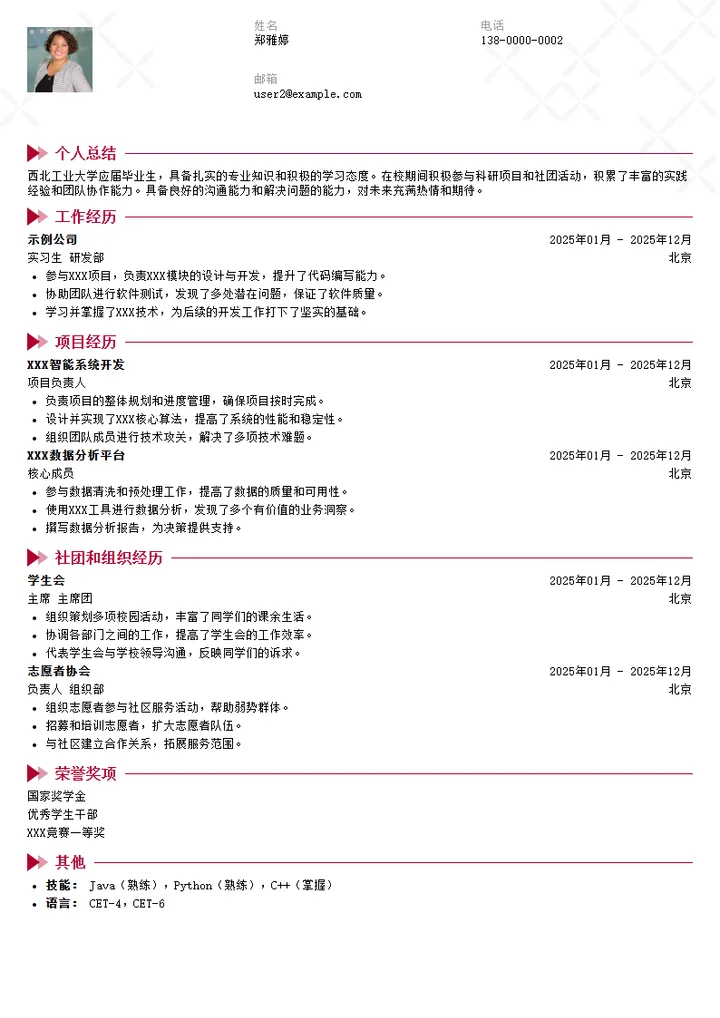 姓名
郑雅婷
电话
138-0000-0002
邮箱
user2@example.com
个人总结
西北工业大学应届毕业生，具备扎实的专业知识和积极的学习态度。在校期间积极参与科研项目和社团活动，积累了丰富的实践
经验和团队协作能力。具备良好的沟通能力和解决问题的能力，对未来充满热情和期待。
工作经历
示例公司 2025年01月 - 2025年12月
实习生 研发部 北京
• 参与XXX项目，负责XXX模块的设计与开发，提升了代码编写能力。
• 协助团队进行软件测试，发现了多处潜在问题，保证了软件质量。
• 学习并掌握了XXX技术，为后续的开发工作打下了坚实的基础。
项目经历
XXX智能系统开发 2025年01月 - 2025年12月
项目负责人 北京
• 负责项目的整体规划和进度管理，确保项目按时完成。
• 设计并实现了XXX核心算法，提高了系统的性能和稳定性。
• 组织团队成员进行技术攻关，解决了多项技术难题。
XXX数据分析平台 2025年01月 - 2025年12月
核心成员 北京
• 参与数据清洗和预处理工作，提高了数据的质量和可用性。
• 使用XXX工具进行数据分析，发现了多个有价值的业务洞察。
• 撰写数据分析报告，为决策提供支持。
社团和组织经历
学生会 2025年01月 - 2025年12月
主席 主席团 北京
• 组织策划多项校园活动，丰富了同学们的课余生活。
• 协调各部门之间的工作，提高了学生会的工作效率。
• 代表学生会与学校领导沟通，反映同学们的诉求。
志愿者协会 2025年01月 - 2025年12月
负责人 组织部 北京
• 组织志愿者参与社区服务活动，帮助弱势群体。
• 招募和培训志愿者，扩大志愿者队伍。
• 与社区建立合作关系，拓展服务范围。
荣誉奖项
国家奖学金
优秀学生干部
XXX竞赛一等奖
其他
• 技能： Java（熟练），Python（熟练），C++（掌握）
• 语言： CET-4，CET-6